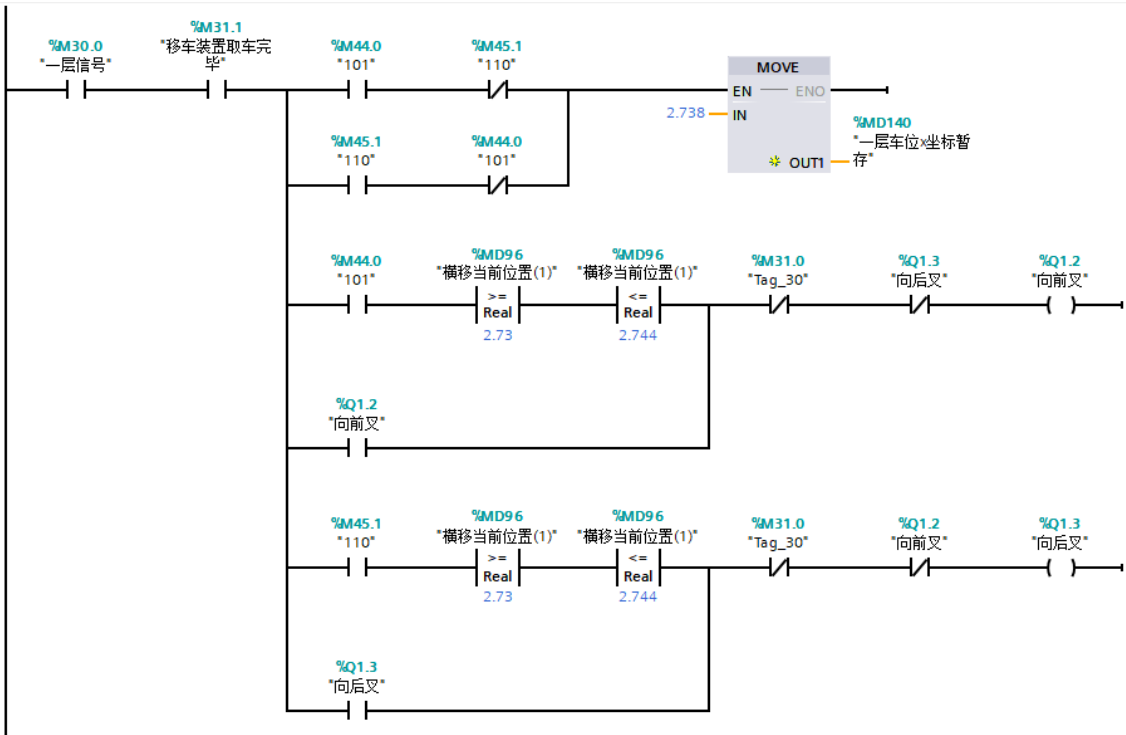 %M30.0
"一层信号"
%M31.1
"移车装置取车完
毕"
%M44.0
"101"
%M45.1
"110"
MOVE
EN
ENO
2.738
IN
%MD140
"一层车位x坐标暂
存"
OUT1
%M45.1
"110"
%M44.0
"101"
%M44.0
"101"
%MD96
"横移当前位置(1)"
>=
Real
2.73
%MD96
"横移当前位置(1)"
<=
Real
2.744
%M31.0
"Tag_30"
%Q1.3
"向后叉"
%Q1.2
"向前叉"
%Q1.2
"向前叉"
%M45.1
"110"
%MD96
"横移当前位置(1)"
>=
Real
2.73
%MD96
"横移当前位置(1)"
<=
Real
2.744
%M31.0
"Tag_30"
%Q1.2
"向前叉"
%Q1.3
"向后叉"
%Q1.3
"向后叉"